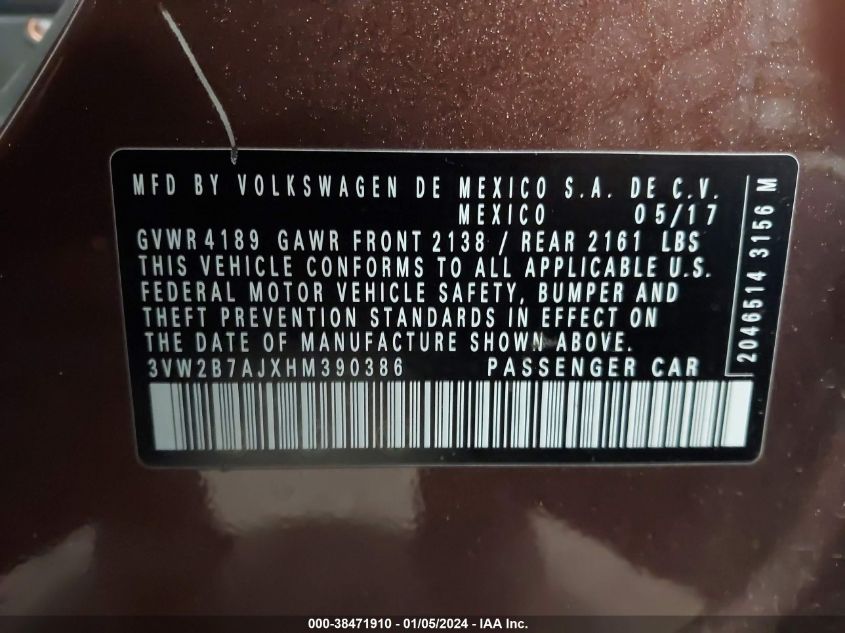 MFD BY VOLKSWAGEN DE MEXICO S.A. DE C.V.
MEXICO 05/17
GVWR 4189 GAWR FRONT 2138 / REAR 2161 LBS
THIS VEHICLE CONFORMS TO ALL APPLICABLE U.S.
FEDERAL MOTOR VEHICLE SAFETY, BUMPER AND
THEFT PREVENTION STANDARDS IN EFFECT ON
THE DATE OF MANUFACTURE SHOWN ABOVE.
3VW2B7AJXHM390386 PASSENGER CAR
2046514 3156 M
000-38471910 - 01/05/2024 - IAA Inc.